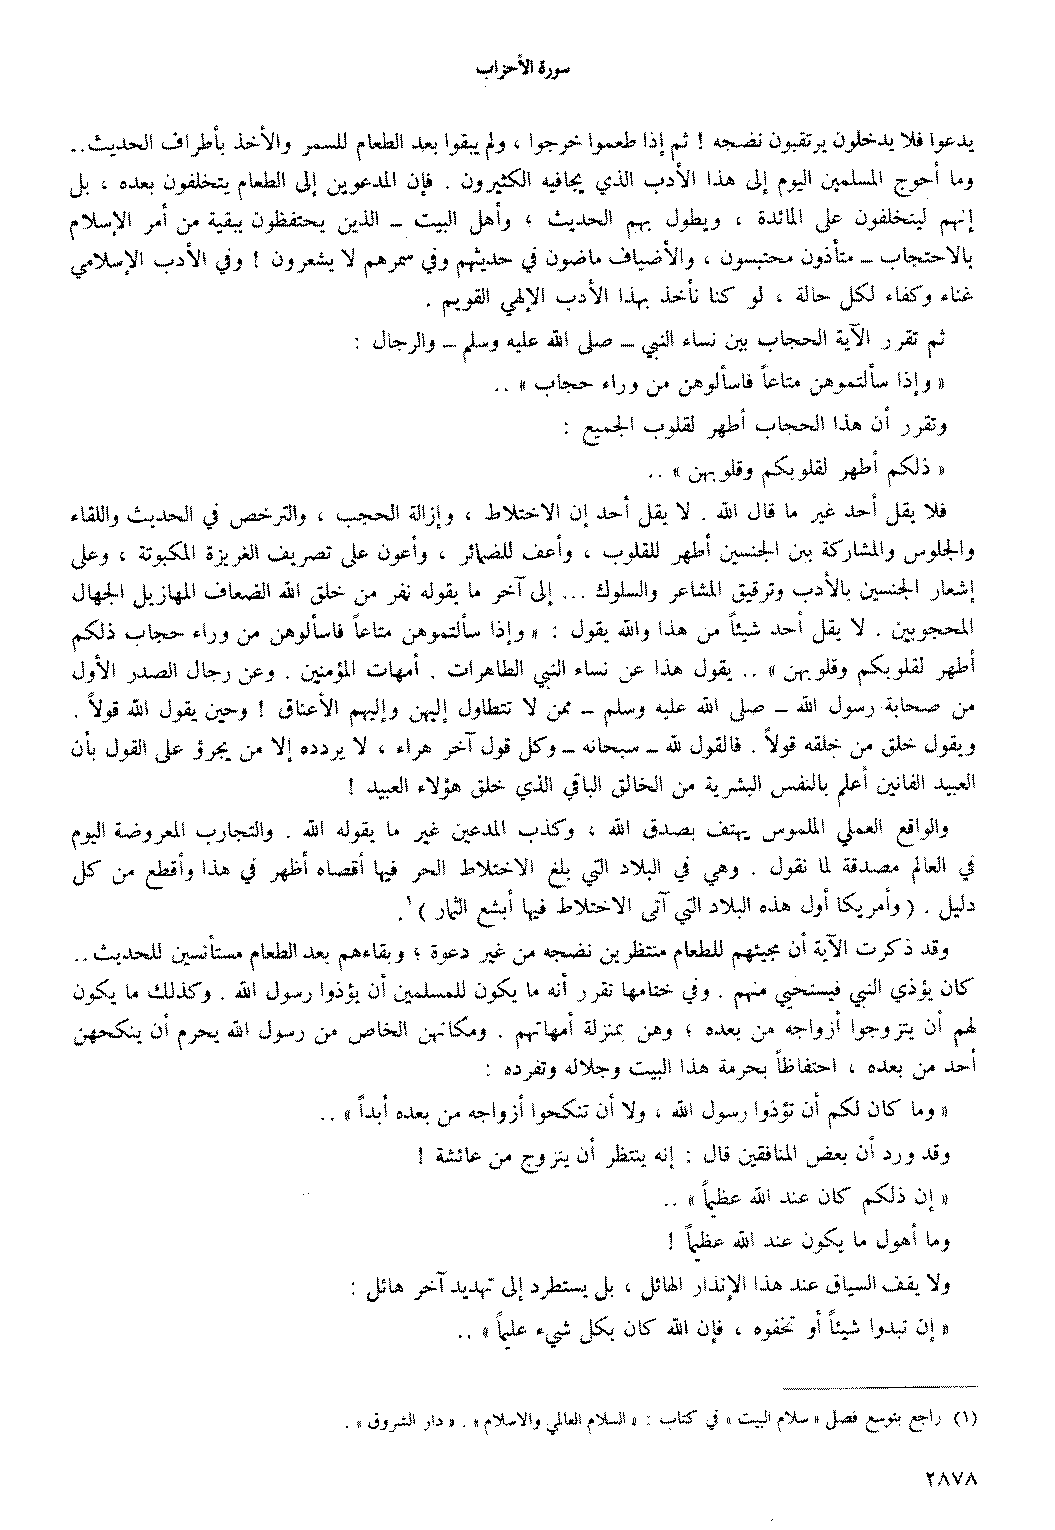 سورة الأحزاب
يدعوا فلا يدخلون يرتقبون نضجه ! ثم إذا طعموا خرجوا ، ولم يبقوا بعد الطعام للسمر والأخذ بأطراف الحديث..
وما أحوج المسلمين اليوم إلى هذا الأدب الذي يجافيه الكثيرون . فإن المدعوين إلى الطعام يتخلفون بعده ، بل
إنهم ليتخلفون على المائدة ، ويطول بهم الحديث ؛ وأهل البيت – الذين يحتفظون ببقية من أمر الإسلام
بالاحتجاب – متأذون محتبسون ، والأضياف ماضون في حديثهم وفي سمرهم لا يشعرون ! وفي الأدب الإسلامي
غناء وكفاء لكل حالة ، لو كنا نأخذ بهذا الأدب الإلهي القويم .
ثم تقرر الآية الحجاب بين نساء النبي – صلى الله عليه وسلم – والرجال :
« وإذا سألتموهن متاعاً فاسألوهن من وراء حجاب » ..
وتقرر أن هذا الحجاب أطهر لقلوب الجميع :
« ذلكم أطهر لقلوبكم وقلوبهن » ..
فلا يقل أحد غير ما قال الله . لا يقل أحد إن الاختلاط ، وإزالة الحجب ، والترخص في الحديث واللقاء
والجلوس والمشاركة بين الجنسين أطهر للقلوب ، وأعف للضمائر ، وأعون على تصريف الغريزة المكبوتة ، وعلى
إشعار الجنسين بالأدب وترقيق المشاعر والسلوك ... إلى آخر ما يقوله نفر من خلق الله الضعاف المهازيل الجهال
المحجوبين . لا يقل أحد شيئاً من هذا والله يقول : « وإذا سألتموهن متاعاً فاسألوهن من وراء حجاب ذلكم
أطهر لقلوبكم وقلوبهن » .. يقول هذا عن نساء النبي الطاهرات . أمهات المؤمنين . وعن رجال الصدر الأول
من صحابة رسول الله – صلى الله عليه وسلم – ممن لا تتطاول إليهن وإليهم الأعناق ! وحين يقول الله قولاً .
ويقول خلق من خلقه قولاً . فالقول لله – سبحانه – وكل قول آخر هراء ، لا يردده إلا من يجرؤ على القول بأن
العبيد الفانين أعلم بالنفس البشرية من الخالق الباقي الذي خلق هؤلاء العبيد !
والواقع العملي الملموس يهتف بصدق الله ، وكذب المدعين غير ما يقوله الله . والتجارب المعروضة اليوم
في العالم مصدقة لما نقول . وهي في البلاد التي بلغ الاختلاط الحر فيها أقصاه أظهر في هذا وأقطع من كل
دليل . ( وأمريكا أول هذه البلاد التي آتى الاختلاط فيها أبشع الثمار )١.
وقد ذكرت الآية أن مجيئهم للطعام منتظرين نضجه من غير دعوة ؛ وبقاءهم بعد الطعام مستأنسين للحديث ..
كان يؤذي النبي فيستحيي منهم . وفي ختامها تقرر أنه ما يكون للمسلمين أن يؤذوا رسول الله . وكذلك ما يكون
لهم أن يتزوجوا أزواجه من بعده ؛ وهن بمنزلة أمهاتهم . ومكانهن الخاص من رسول الله يحرم أن ينكحهن
أحد من بعده ، احتفاظاً بحرمة هذا البيت وجلاله وتفرده :
« وما كان لكم أن تؤذوا رسول الله ، ولا أن تنكحوا أزواجه من بعده أبداً » ..
وقد ورد أن بعض المنافقين قال : إنه ينتظر أن يتزوج من عائشة !
« إن ذلكم كان عند الله عظيماً » ..
وما أهول ما يكون عند الله عظيماً !
ولا يقف السياق عند هذا الإنذار الهائل ، بل يستطرد إلى تهديد آخر هائل :
« إن تبدوا شيئاً أو تخفوه ، فإن الله كان بكل شيء عليماً » ..
(١) راجع بتوسع فصل « سلام البيت » في كتاب : « السلام العالمي والاسلام » . « دار الشروق » .
٢٨٧٨